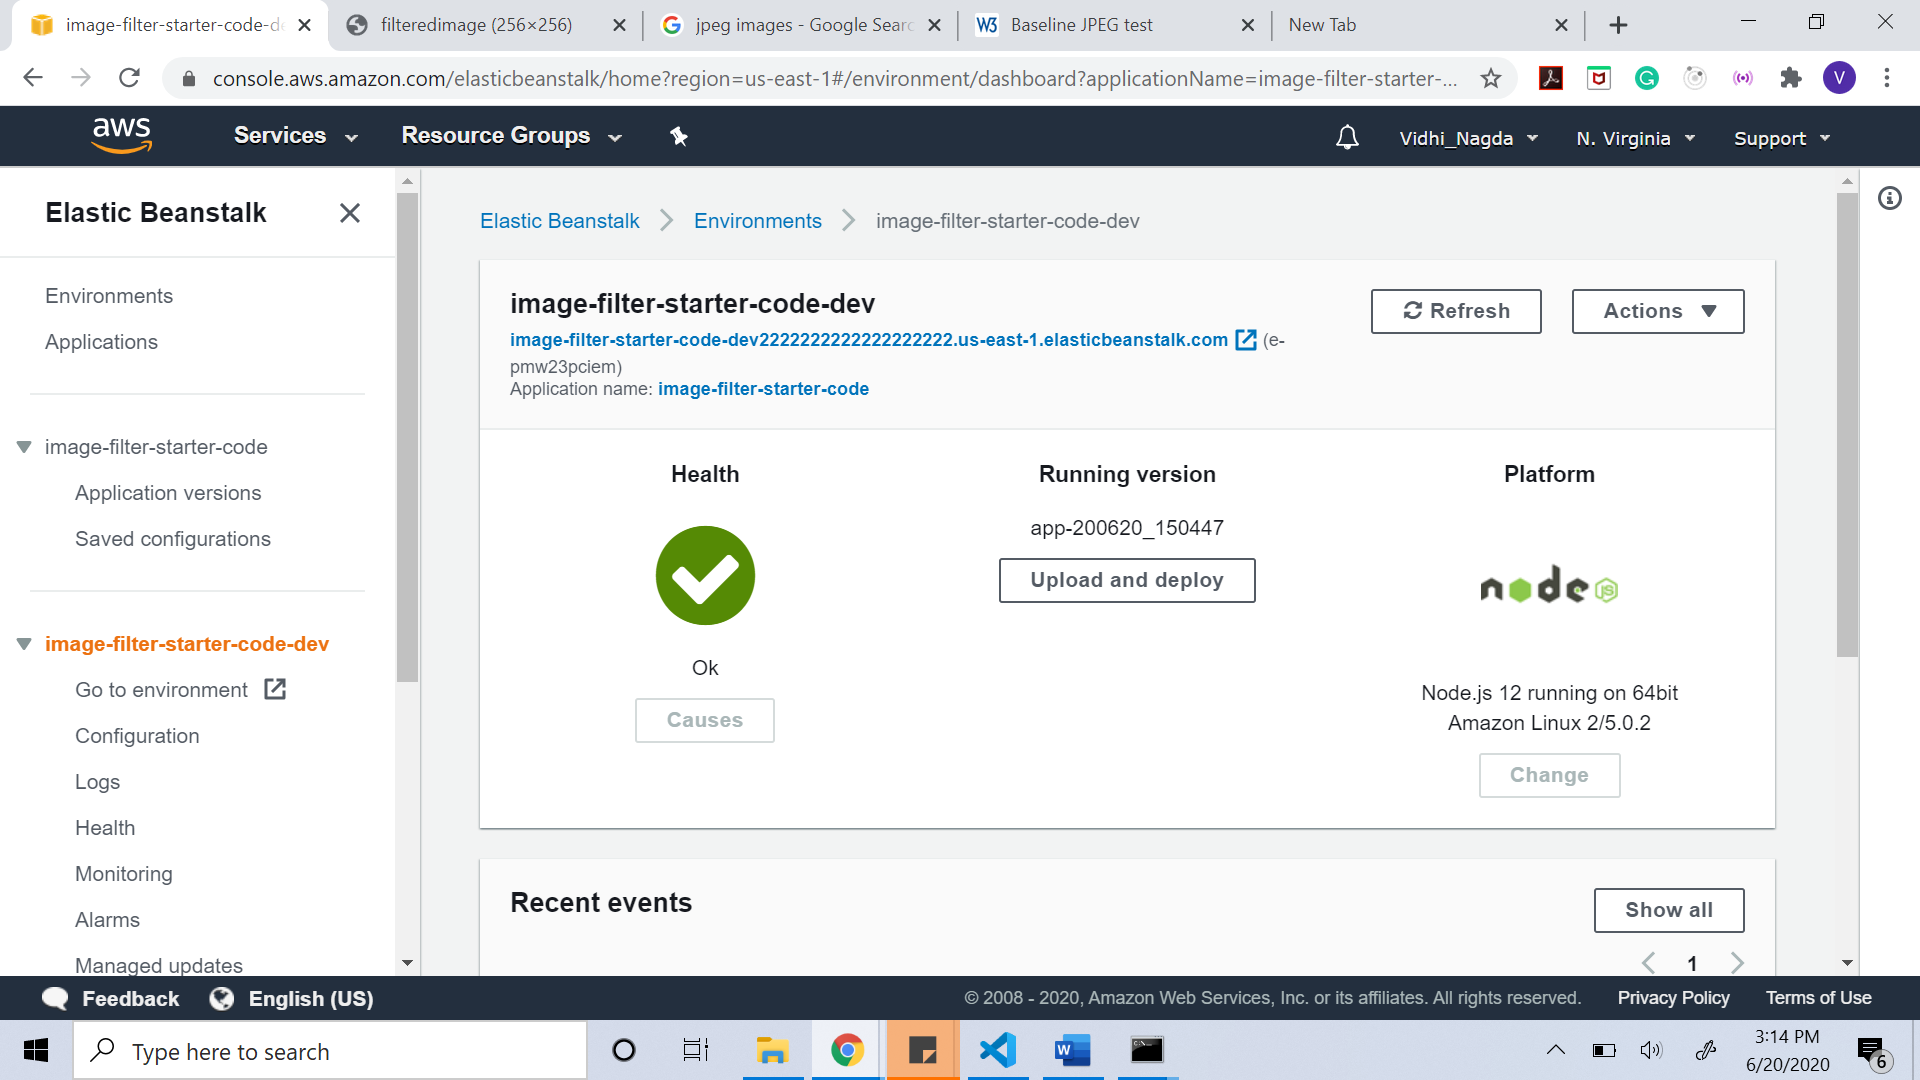 image-filter-starter-code-de
filteredimage (256×256)
jpeg images - Google Searc
W3
Baseline JPEG test
New Tab
console.aws.amazon.com/elasticbeanstalk/home?region=us-east-1#/environment/dashboard?applicationName=image-filter-starter-...
V
aws
Services
Resource Groups
Vidhi_Nagda
N. Virginia
Support
Elastic Beanstalk
Environments
Applications
image-filter-starter-code
Application versions
Saved configurations
image-filter-starter-code-dev
Go to environment
Configuration
Logs
Health
Monitoring
Alarms
Managed updates
Elastic Beanstalk
Environments
image-filter-starter-code-dev
image-filter-starter-code-dev
image-filter-starter-code-dev2222222222222222222.us-east-1.elasticbeanstalk.com (e-
pmw23pciem)
Application name: image-filter-starter-code
Refresh
Actions
Health
Ok
Causes
Running version
app-200620_150447
Upload and deploy
Platform
node JS
Node.js 12 running on 64bit
Amazon Linux 2/5.0.2
Change
Recent events
Show all
1
Feedback
English (US)
© 2008 - 2020, Amazon Web Services, Inc. or its affiliates. All rights reserved.
Privacy Policy
Terms of Use
Type here to search
W
3:14 PM
6/20/2020
6